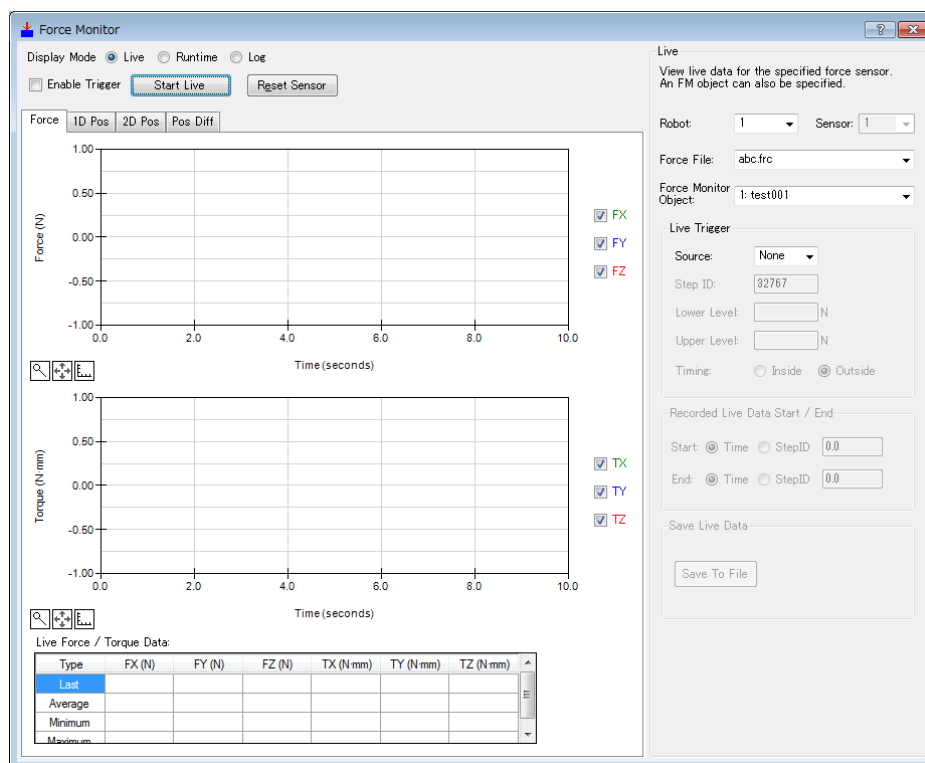 Force Monitor
Display Mode Live Runtime Log
Enable Trigger Start Live Reset Sensor
Force 1D Pos 2D Pos Pos Diff
1.00
0.50
0.00
-0.50
-1.00
Force (N)
0.0 2.0 4.0 6.0 8.0 10.0
Time (seconds)
FX
FY
FZ
1.00
0.50
0.00
-0.50
-1.00
Torque (N·mm)
0.0 2.0 4.0 6.0 8.0 10.0
Time (seconds)
TX
TY
TZ
Live Force / Torque Data:
Type FX (N) FY (N) FZ (N) TX (N·mm) TY (N·mm) TZ (N·mm)
Last
Average
Minimum
Maximum
Live
View live data for the specified force sensor.
An FM object can also be specified.
Robot: 1 Sensor: 1
Force File: abc.frc
Force Monitor
Object: 1: test001
Live Trigger
Source: None
Step ID: 32767
Lower Level: N
Upper Level: N
Timing: Inside Outside
Recorded Live Data Start / End
Start: Time StepID 0.0
End: Time StepID 0.0
Save Live Data
Save To File